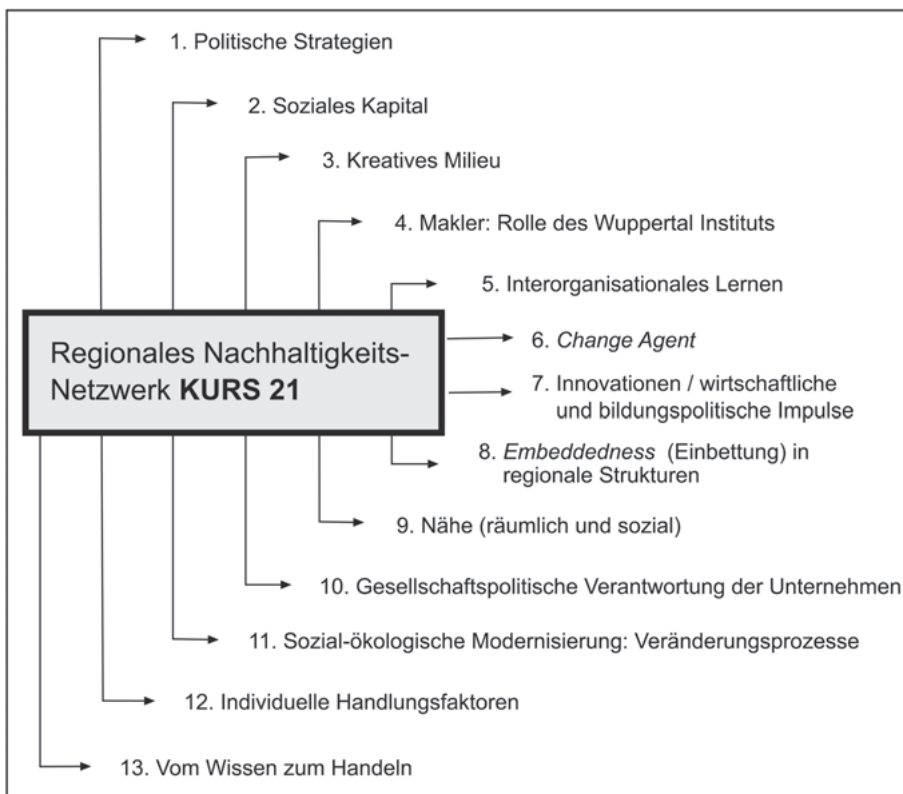 1. Politische Strategien
2. Soziales Kapital
3. Kreatives Milieu
4. Makler: Rolle des Wuppertal Instituts
5. Interorganisationales Lernen
Regionales Nachhaltigkeits-
Netzwerk KURS 21
6. Change Agent
7. Innovationen / wirtschaftliche
und bildungspolitische Impulse
8. Embeddedness (Einbettung) in
regionale Strukturen
9. Nähe (räumlich und sozial)
10. Gesellschaftspolitische Verantwortung der Unternehmen
11. Sozial-ökologische Modernisierung: Veränderungsprozesse
12. Individuelle Handlungsfaktoren
13. Vom Wissen zum Handeln